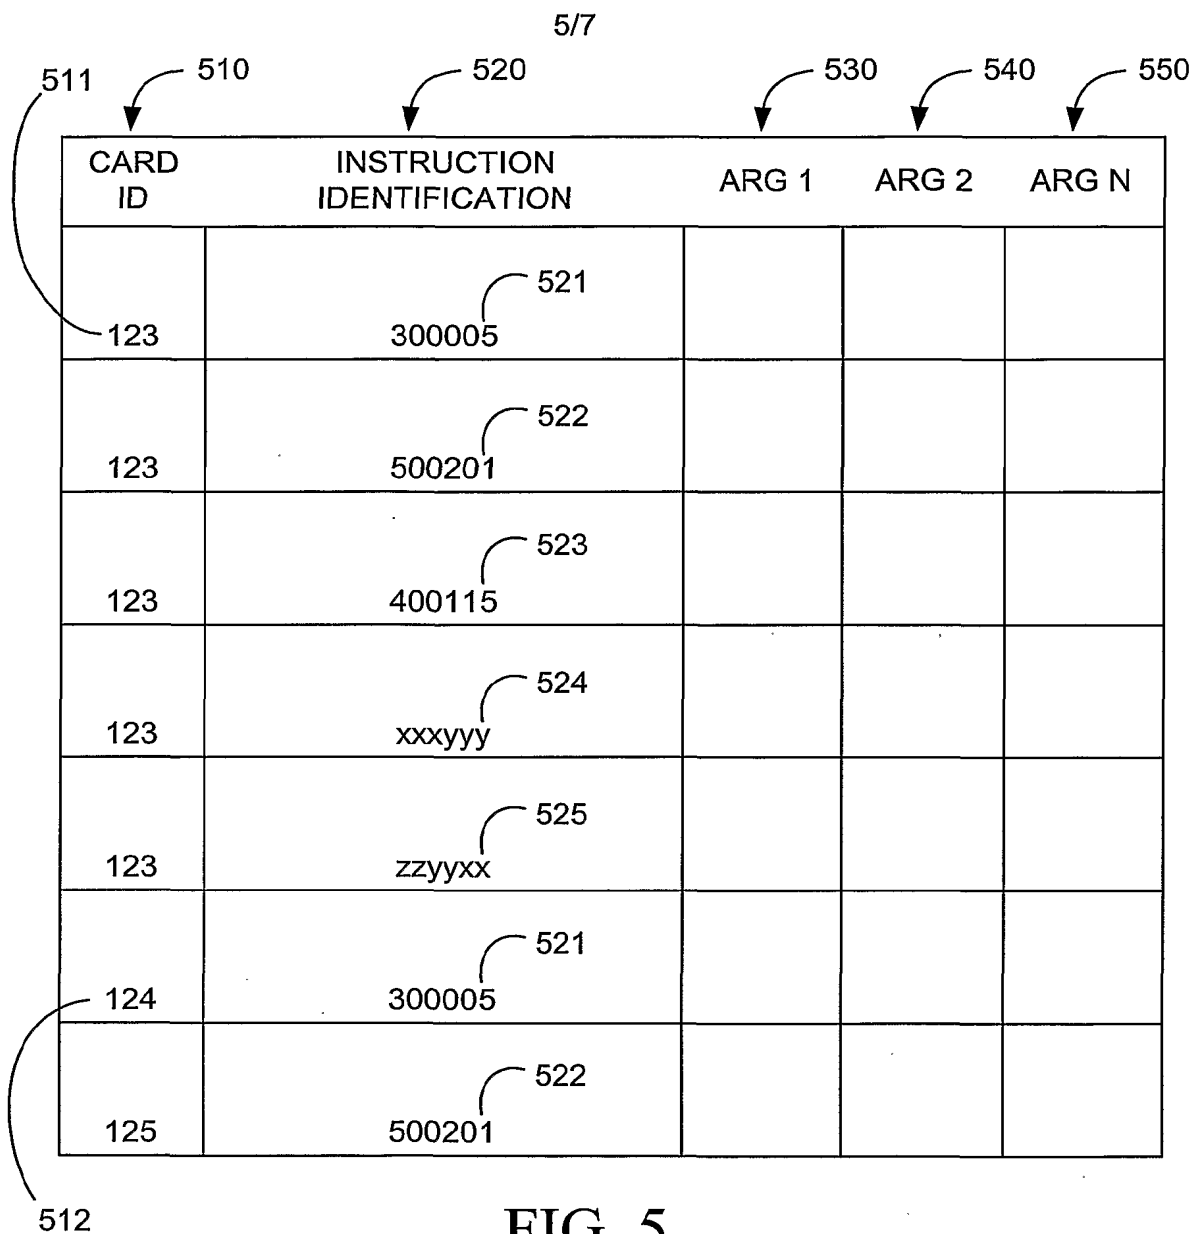 5/7
511 510 520 530 540 550
CARD ID INSTRUCTION IDENTIFICATION ARG 1 ARG 2 ARG N
521
123 300005
522
123 500201
523
123 400115
524
123 xxxyyy
525
123 zzyyxx
521
124 300005
522
125 500201
512
FIG. 5